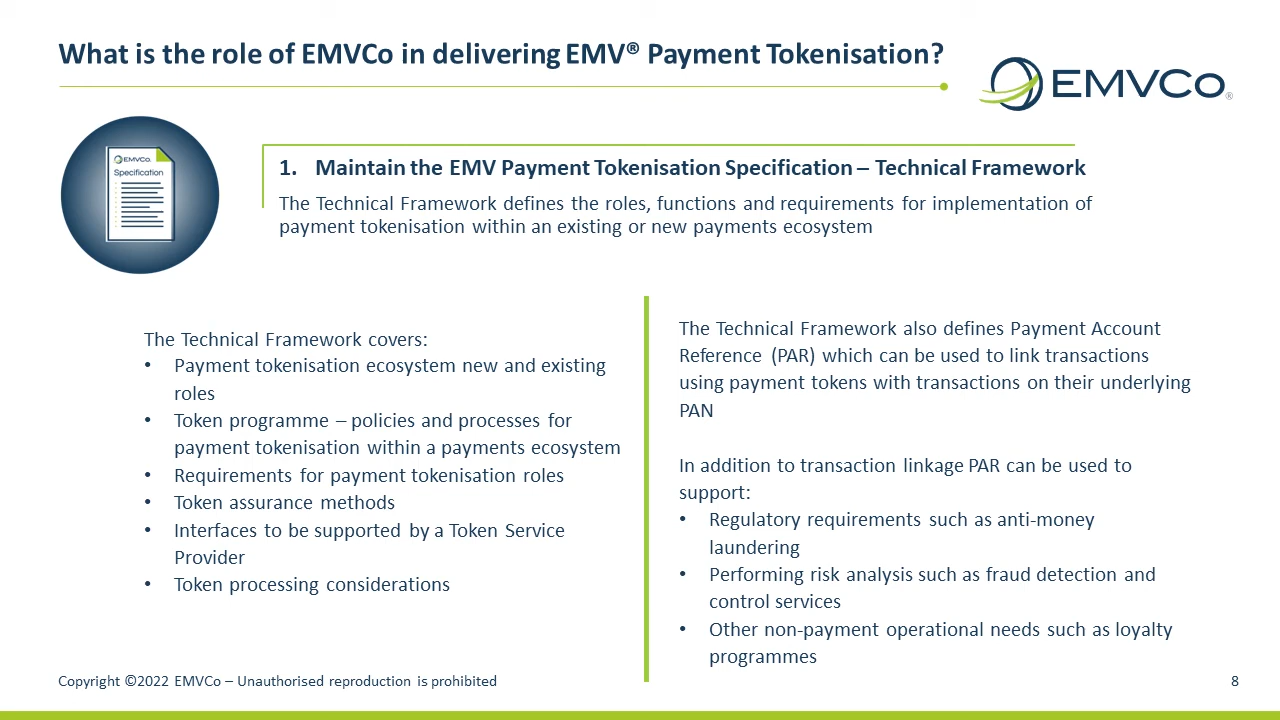 What is the role of EMVCo in delivering EMV® Payment Tokenisation?
EMVCo®
EMVCo.
Specification
1. Maintain the EMV Payment Tokenisation Specification – Technical Framework
The Technical Framework defines the roles, functions and requirements for implementation of
payment tokenisation within an existing or new payments ecosystem
The Technical Framework covers:
• Payment tokenisation ecosystem new and existing
roles
• Token programme – policies and processes for
payment tokenisation within a payments ecosystem
• Requirements for payment tokenisation roles
• Token assurance methods
• Interfaces to be supported by a Token Service
Provider
• Token processing considerations
The Technical Framework also defines Payment Account
Reference (PAR) which can be used to link transactions
using payment tokens with transactions on their underlying
PAN
In addition to transaction linkage PAR can be used to
support:
• Regulatory requirements such as anti-money
laundering
• Performing risk analysis such as fraud detection and
control services
• Other non-payment operational needs such as loyalty
programmes
Copyright ©2022 EMVCo – Unauthorised reproduction is prohibited
8